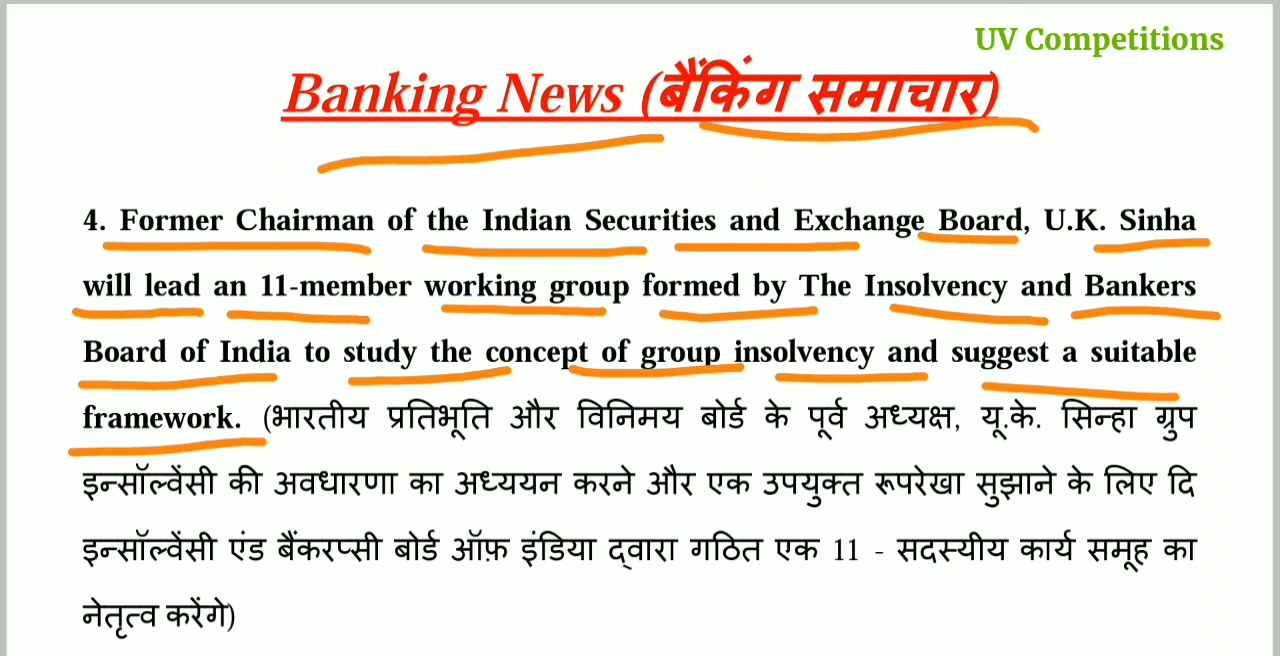 UV Competitions
Banking News (बैंकिंग समाचार)
4. Former Chairman of the Indian Securities and Exchange Board, U.K. Sinha
will lead an 11-member working group formed by The Insolvency and Bankers
Board of India to study the concept of group insolvency and suggest a suitable
framework. (भारतीय प्रतिभूति और विनिमय बोर्ड के पूर्व अध्यक्ष, यू.के. सिन्हा ग्रुप
इन्सॉल्वेंसी की अवधारणा का अध्ययन करने और एक उपयुक्त रूपरेखा सुझाने के लिए दि
इन्सॉल्वेंसी एंड बैंकरप्सी बोर्ड ऑफ़ इंडिया द्वारा गठित एक 11 - सदस्यीय कार्य समूह का
नेतृत्व करेंगे)